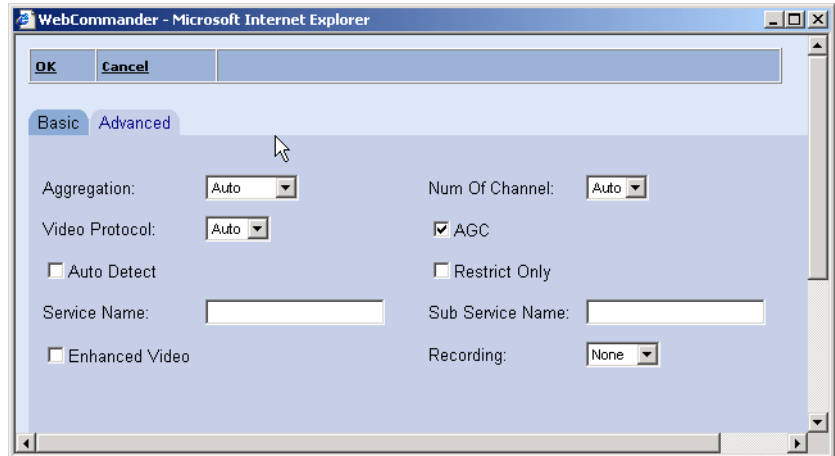 WebCommander - Microsoft Internet Explorer
OK Cancel
Basic Advanced
Aggregation: Auto Num Of Channel: Auto
Video Protocol: Auto AGC
Auto Detect Restrict Only
Service Name: Sub Service Name:
Enhanced Video Recording: None